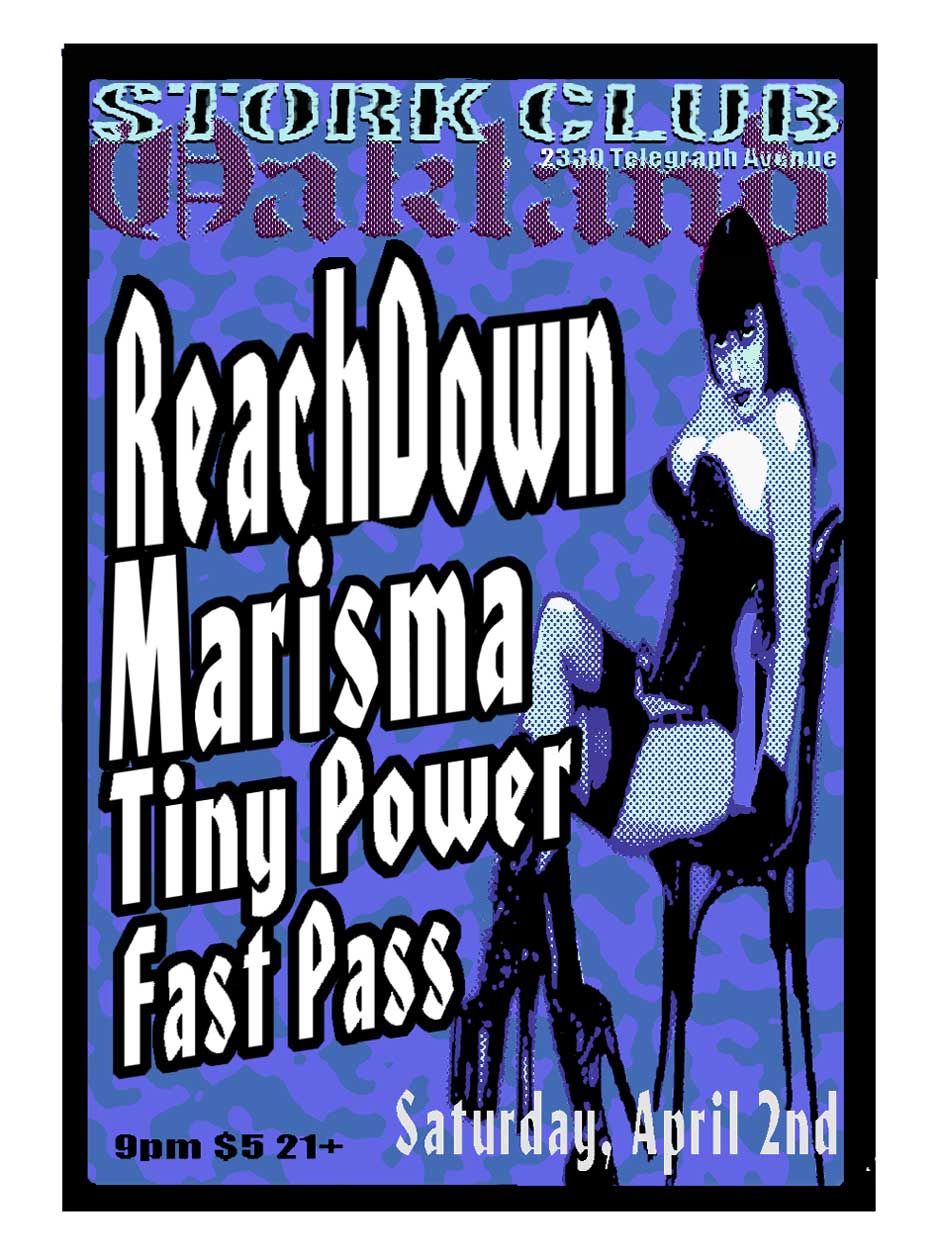 STORK CLUB
2330 Telegraph Avenue
Oakland
ReachDown
Marisma
Tiny Power
Fast Pass
Saturday, April 2nd
9pm $5 21+